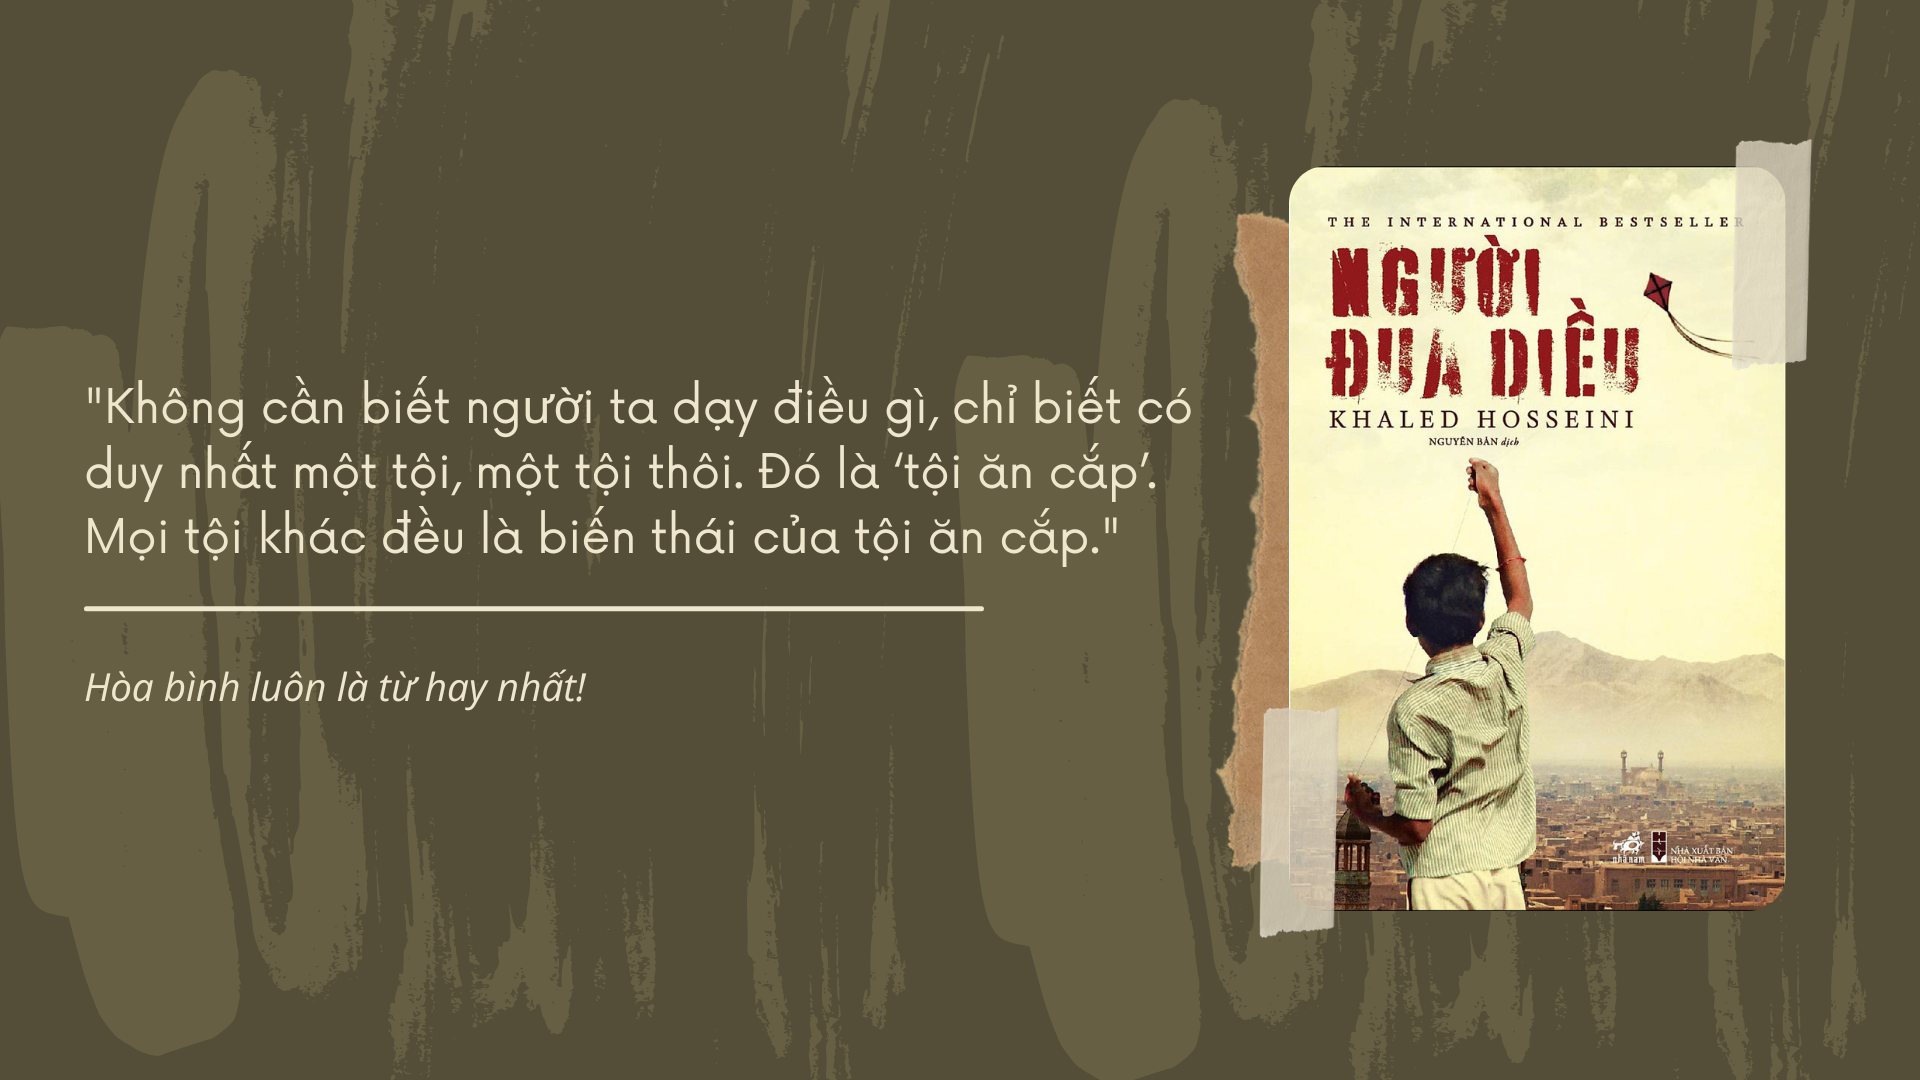 "Không cần biết người ta dạy điều gì, chỉ biết có
duy nhất một tội, một tội thôi. Đó là ‘tội ăn cắp’.
Mọi tội khác đều là biến thái của tội ăn cắp."
Hòa bình luôn là từ hay nhất!
THE INTERNATIONAL BESTSELLER
NGƯỜI
ĐUA DIỀU
KHALED HOSSEINI
NGUYÊN BẢN dịch
nhã nam
NHÀ XUẤT BẢN
HỘI NHÀ VĂN